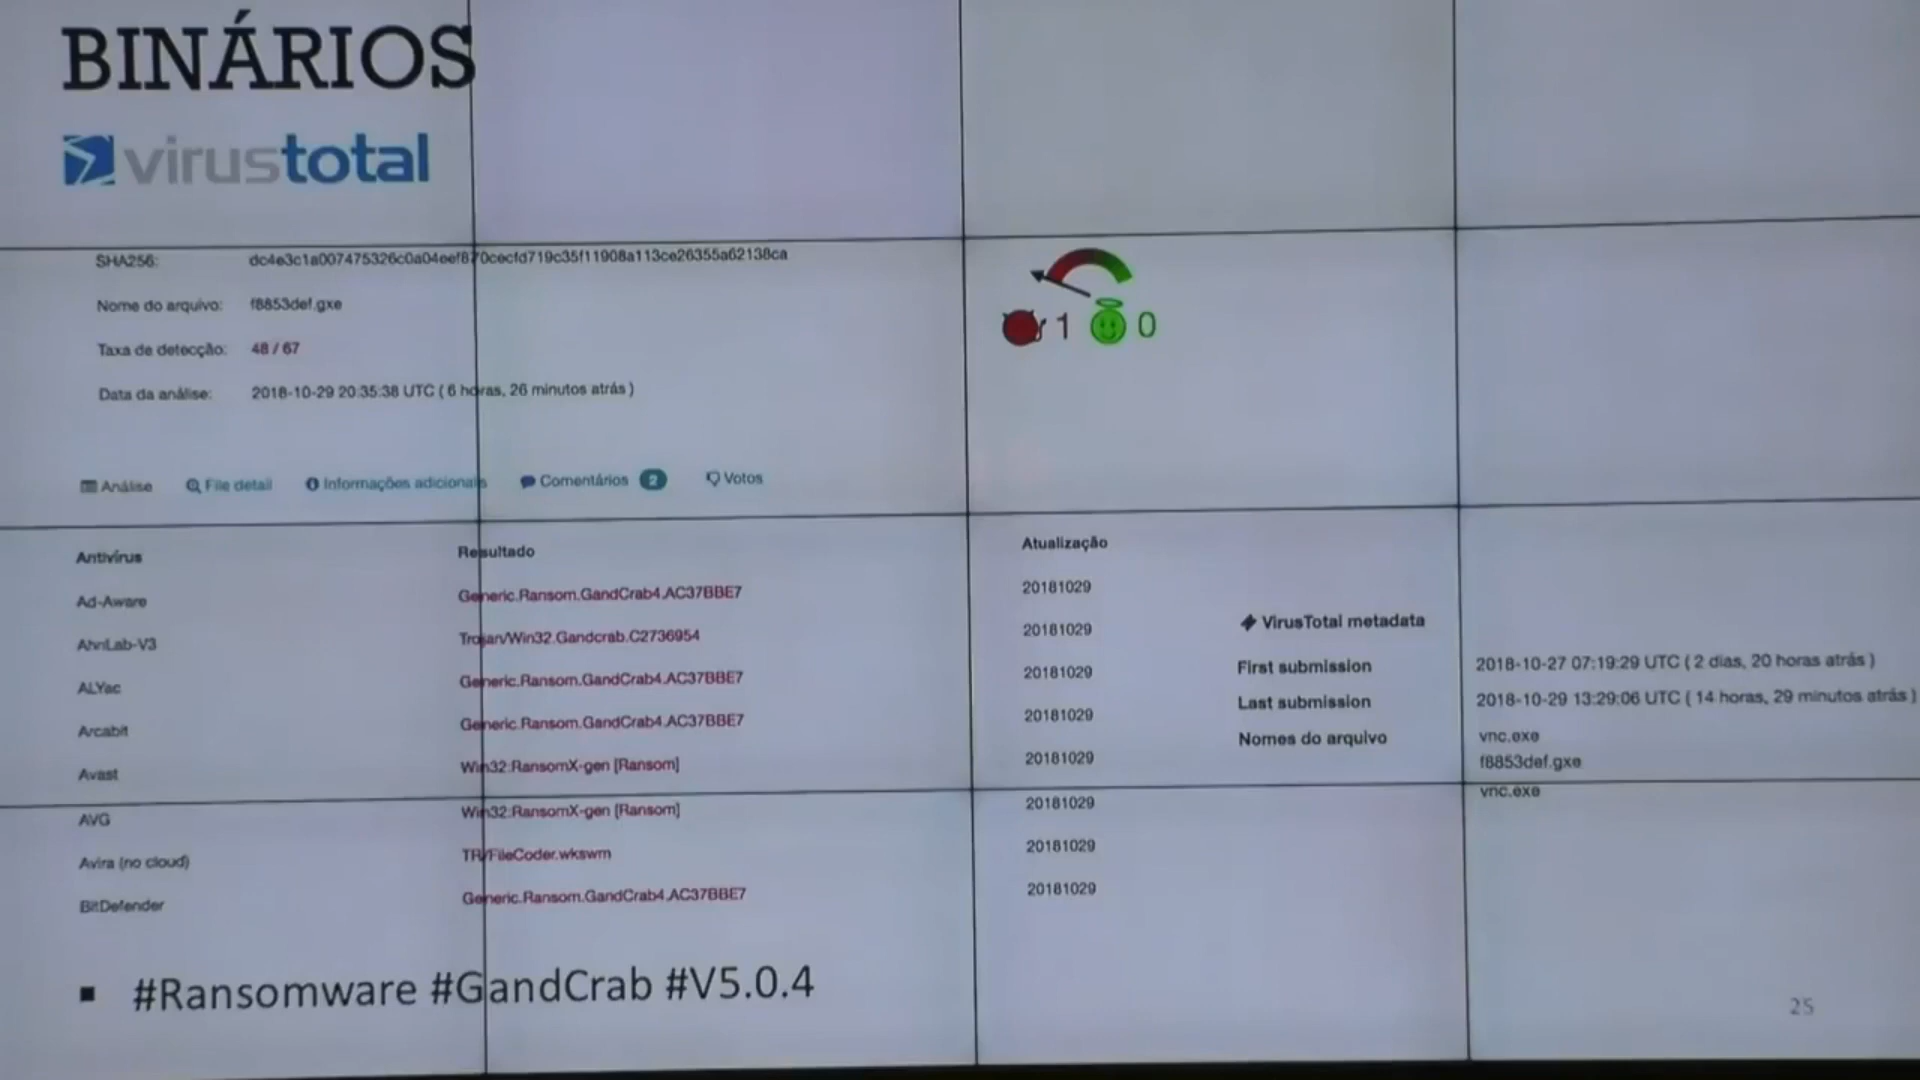 BINÁRIOS
virustotal
SHA256: dc4e3c1a007475326c0a04eef870cecfd719c35f11908a113ce26355a62138ca
Nome do arquivo: f8853def.gxe
Taxa de detecção: 48 / 67
1 0
Data da análise: 2018-10-29 20:35:38 UTC ( 6 horas, 26 minutos atrás )
Análise File detail Informações adicionais Comentários 2 Votos
Antivírus Resultado Atualização
Ad-Aware Generic.Ransom.GandCrab4.AC37BBE7 20181029
AhnLab-V3 Trojan/Win32.Gandcrab.C2736954 20181029
ALYac Generic.Ransom.GandCrab4.AC37BBE7 20181029
Arcabit Generic.Ransom.GandCrab4.AC37BBE7 20181029
Avast Win32:RansomX-gen [Ransom] 20181029
AVG Win32:RansomX-gen [Ransom] 20181029
Avira (no cloud) TR/FileCoder.wkswm 20181029
BitDefender Generic.Ransom.GandCrab4.AC37BBE7 20181029
VirusTotal metadata
First submission 2018-10-27 07:19:29 UTC ( 2 dias, 20 horas atrás )
Last submission 2018-10-29 13:29:06 UTC ( 14 horas, 29 minutos atrás )
Nomes do arquivo vnc.exe
f8853def.gxe
vnc.exe
▪ #Ransomware #GandCrab #V5.0.4
25